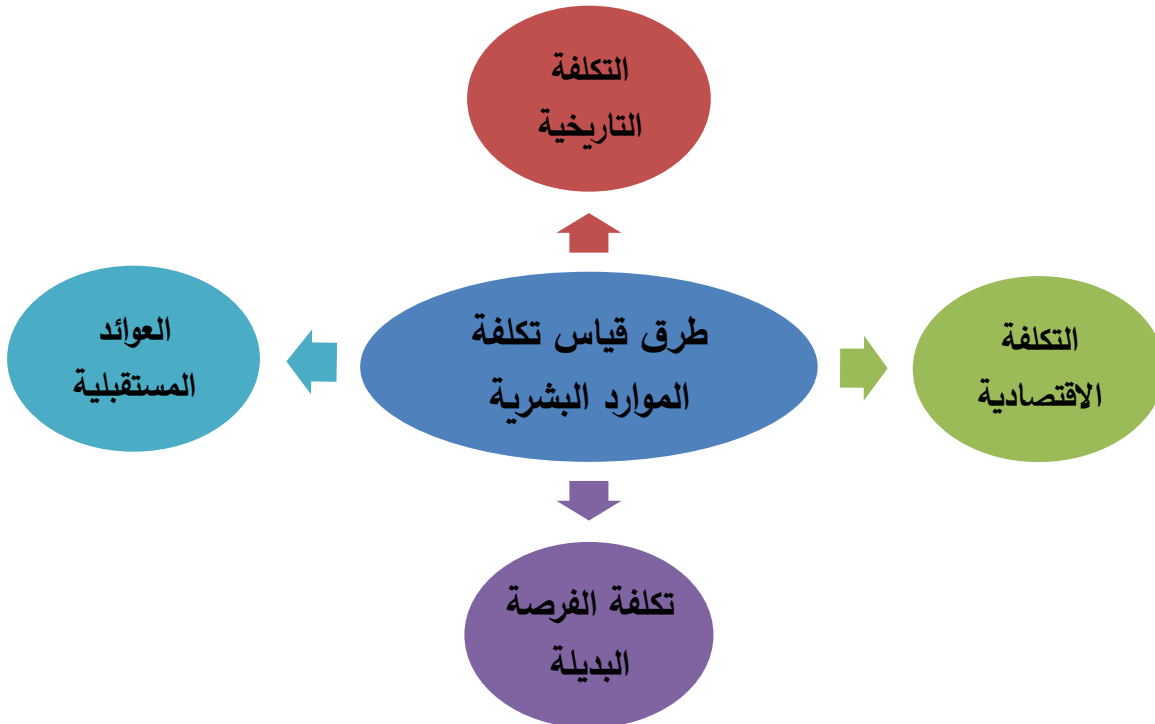 التكلفة
التاريخية
طرق قياس تكلفة
الموارد البشرية
التكلفة
الاقتصادية
العوائد
المستقبلية
تكلفة الفرصة
البديلة